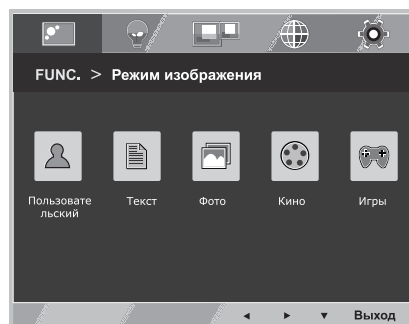 FUNC. > Режим изображения
Пользовате
льский
Текст
Фото
Кино
Игры
Выход